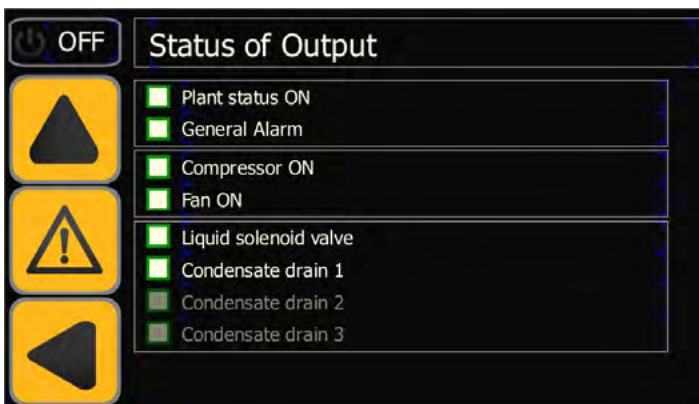 OFF
Status of Output
Plant status ON
General Alarm
Compressor ON
Fan ON
Liquid solenoid valve
Condensate drain 1
Condensate drain 2
Condensate drain 3